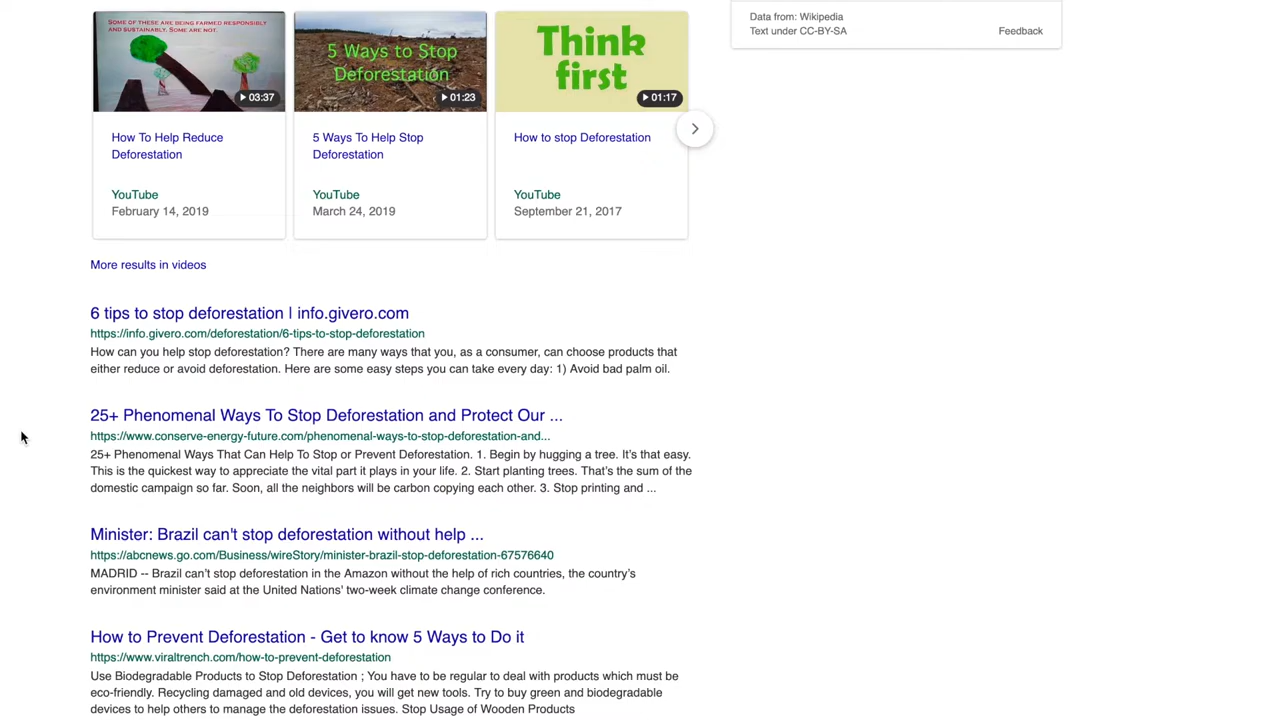 SOME OF THESE ARE BEING FARMED RESPONSIBLY
AND SUSTAINABLY. SOME ARE NOT.
03:37
5 Ways to Stop
Deforestation
01:23
Think
first
01:17
How To Help Reduce
Deforestation
YouTube
February 14, 2019
5 Ways To Help Stop
Deforestation
YouTube
March 24, 2019
How to stop Deforestation
YouTube
September 21, 2017
More results in videos
6 tips to stop deforestation | info.givero.com
https://info.givero.com/deforestation/6-tips-to-stop-deforestation
How can you help stop deforestation? There are many ways that you, as a consumer, can choose products that
either reduce or avoid deforestation. Here are some easy steps you can take every day: 1) Avoid bad palm oil.
25+ Phenomenal Ways To Stop Deforestation and Protect Our ...
https://www.conserve-energy-future.com/phenomenal-ways-to-stop-deforestation-and...
25+ Phenomenal Ways That Can Help To Stop or Prevent Deforestation. 1. Begin by hugging a tree. It’s that easy.
This is the quickest way to appreciate the vital part it plays in your life. 2. Start planting trees. That’s the sum of the
domestic campaign so far. Soon, all the neighbors will be carbon copying each other. 3. Stop printing and ...
Minister: Brazil can't stop deforestation without help ...
https://abcnews.go.com/Business/wireStory/minister-brazil-stop-deforestation-67576640
MADRID -- Brazil can’t stop deforestation in the Amazon without the help of rich countries, the country’s
environment minister said at the United Nations’ two-week climate change conference.
How to Prevent Deforestation - Get to know 5 Ways to Do it
https://www.viraltrench.com/how-to-prevent-deforestation
Use Biodegradable Products to Stop Deforestation ; You have to be regular to deal with products which must be
eco-friendly. Recycling damaged and old devices, you will get new tools. Try to buy green and biodegradable
devices to help others to manage the deforestation issues. Stop Usage of Wooden Products
Data from: Wikipedia
Text under CC-BY-SA
Feedback